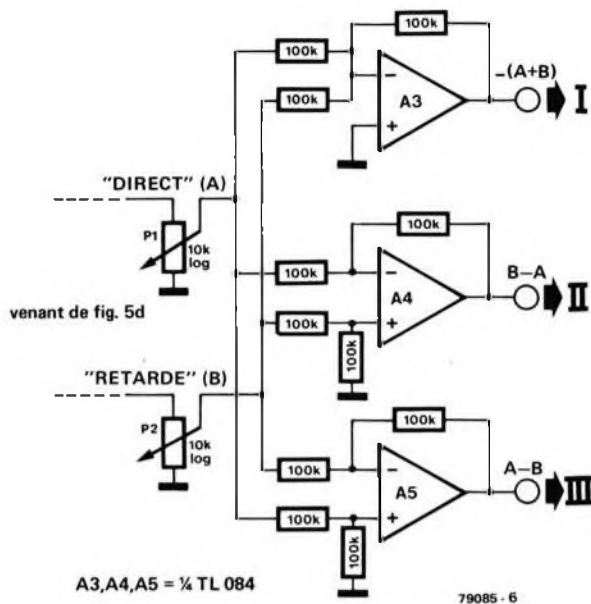 100k
100k
100k
A3
−
+
-(A+B)
I
"DIRECT" (A)
P1
10k
log
venant de fig. 5d
100k
100k
100k
100k
A4
−
+
B−A
II
"RETARDE" (B)
P2
10k
log
100k
100k
100k
100k
A5
−
+
A−B
III
A3,A4,A5 = ¼ TL 084
79085 - 6